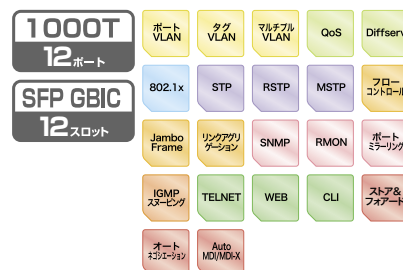 1000T
12ポート
SFP GBIC
12スロット
ポート
VLAN
タグ
VLAN
マルチプル
VLAN
QoS
Diffserv
802.1x
STP
RSTP
MSTP
フロー
コントロール
Jambo
Frame
リンクアグリ
ゲーション
SNMP
RMON
ポート
ミラーリング
IGMP
スヌーピング
TELNET
WEB
CLI
ストア&
フォアード
オート
ネゴシエーション
Auto
MDI/MDI-X